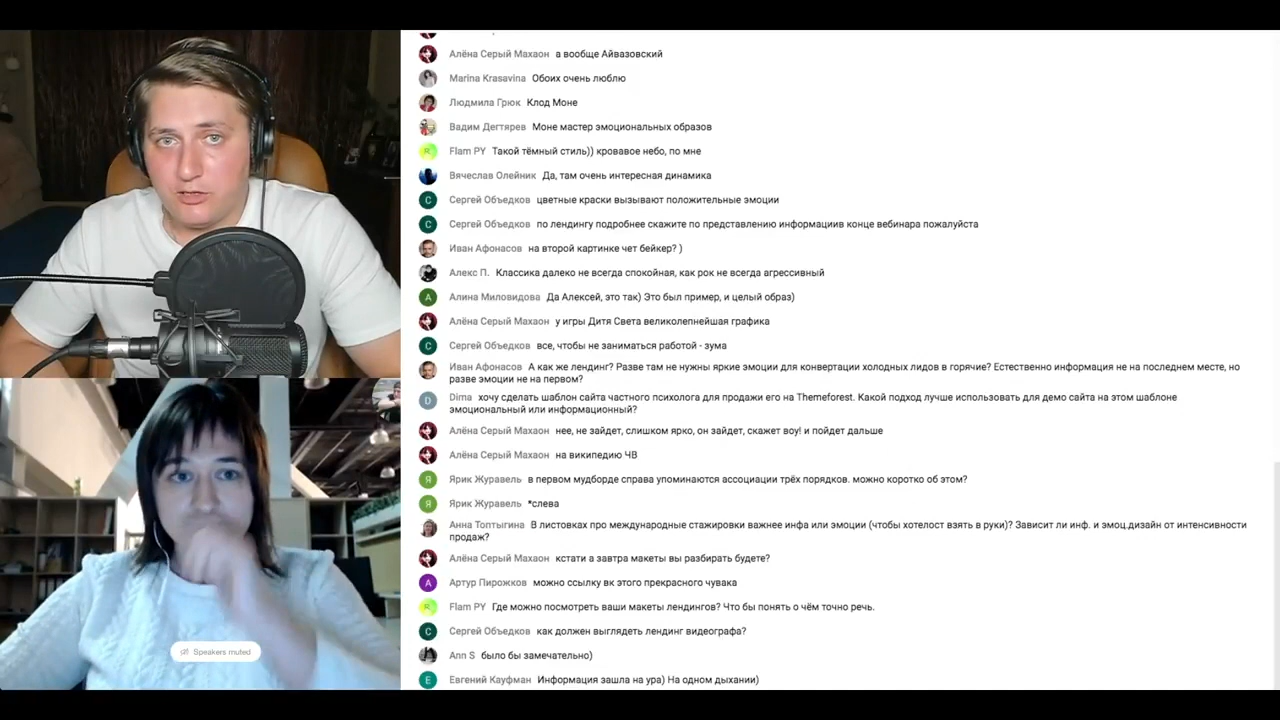 Алёна Серый Махаон а вообще Айвазовский
Marina Krasavina Обоих очень люблю
Людмила Грюк Клод Моне
Вадим Дегтярев Моне мастер эмоциональных образов
Flam PY Такой тёмный стиль)) кровавое небо, по мне
Вячеслав Олейник Да, там очень интересная динамика
С Сергей Объедков цветные краски вызывают положительные эмоции
С Сергей Объедков по лендингу подробнее скажите по представлению информациив конце вебинара пожалуйста
Иван Афонасов на второй картинке чет бейкер? )
Алекс П. Классика далеко не всегда спокойная, как рок не всегда агрессивный
А Алина Миловидова Да Алексей, это так) Это был пример, и целый образ)
Алёна Серый Махаон у игры Дитя Света великолепнейшая графика
С Сергей Объедков все, чтобы не заниматься работой - зума
Иван Афонасов А как же лендинг? Разве там не нужны яркие эмоции для конвертации холодных лидов в горячие? Естественно информация не на последнем месте, но
разве эмоции не на первом?
D Dima хочу сделать шаблон сайта частного психолога для продажи его на Themeforest. Какой подход лучше использовать для демо сайта на этом шаблоне
эмоциональный или информационный?
Алёна Серый Махаон нее, не зайдет, слишком ярко, он зайдет, скажет воу! и пойдет дальше
Алёна Серый Махаон на википедию ЧВ
Я Ярик Журавель в первом мудборде справа упоминаются ассоциации трёх порядков. можно коротко об этом?
Я Ярик Журавель *слева
Анна Топтыгина В листовках про международные стажировки важнее инфа или эмоции (чтобы хотелост взять в руки)? Зависит ли инф. и эмоц.дизайн от интенсивности
продаж?
Алёна Серый Махаон кстати а завтра макеты вы разбирать будете?
А Артур Пирожков можно ссылку вк этого прекрасного чувака
Flam PY Где можно посмотреть ваши макеты лендингов? Что бы понять о чём точно речь.
С Сергей Объедков как должен выглядеть лендинг видеографа?
Ann S было бы замечательно)
Е Евгений Кауфман Информация зашла на ура) На одном дыхании)
Speakers muted